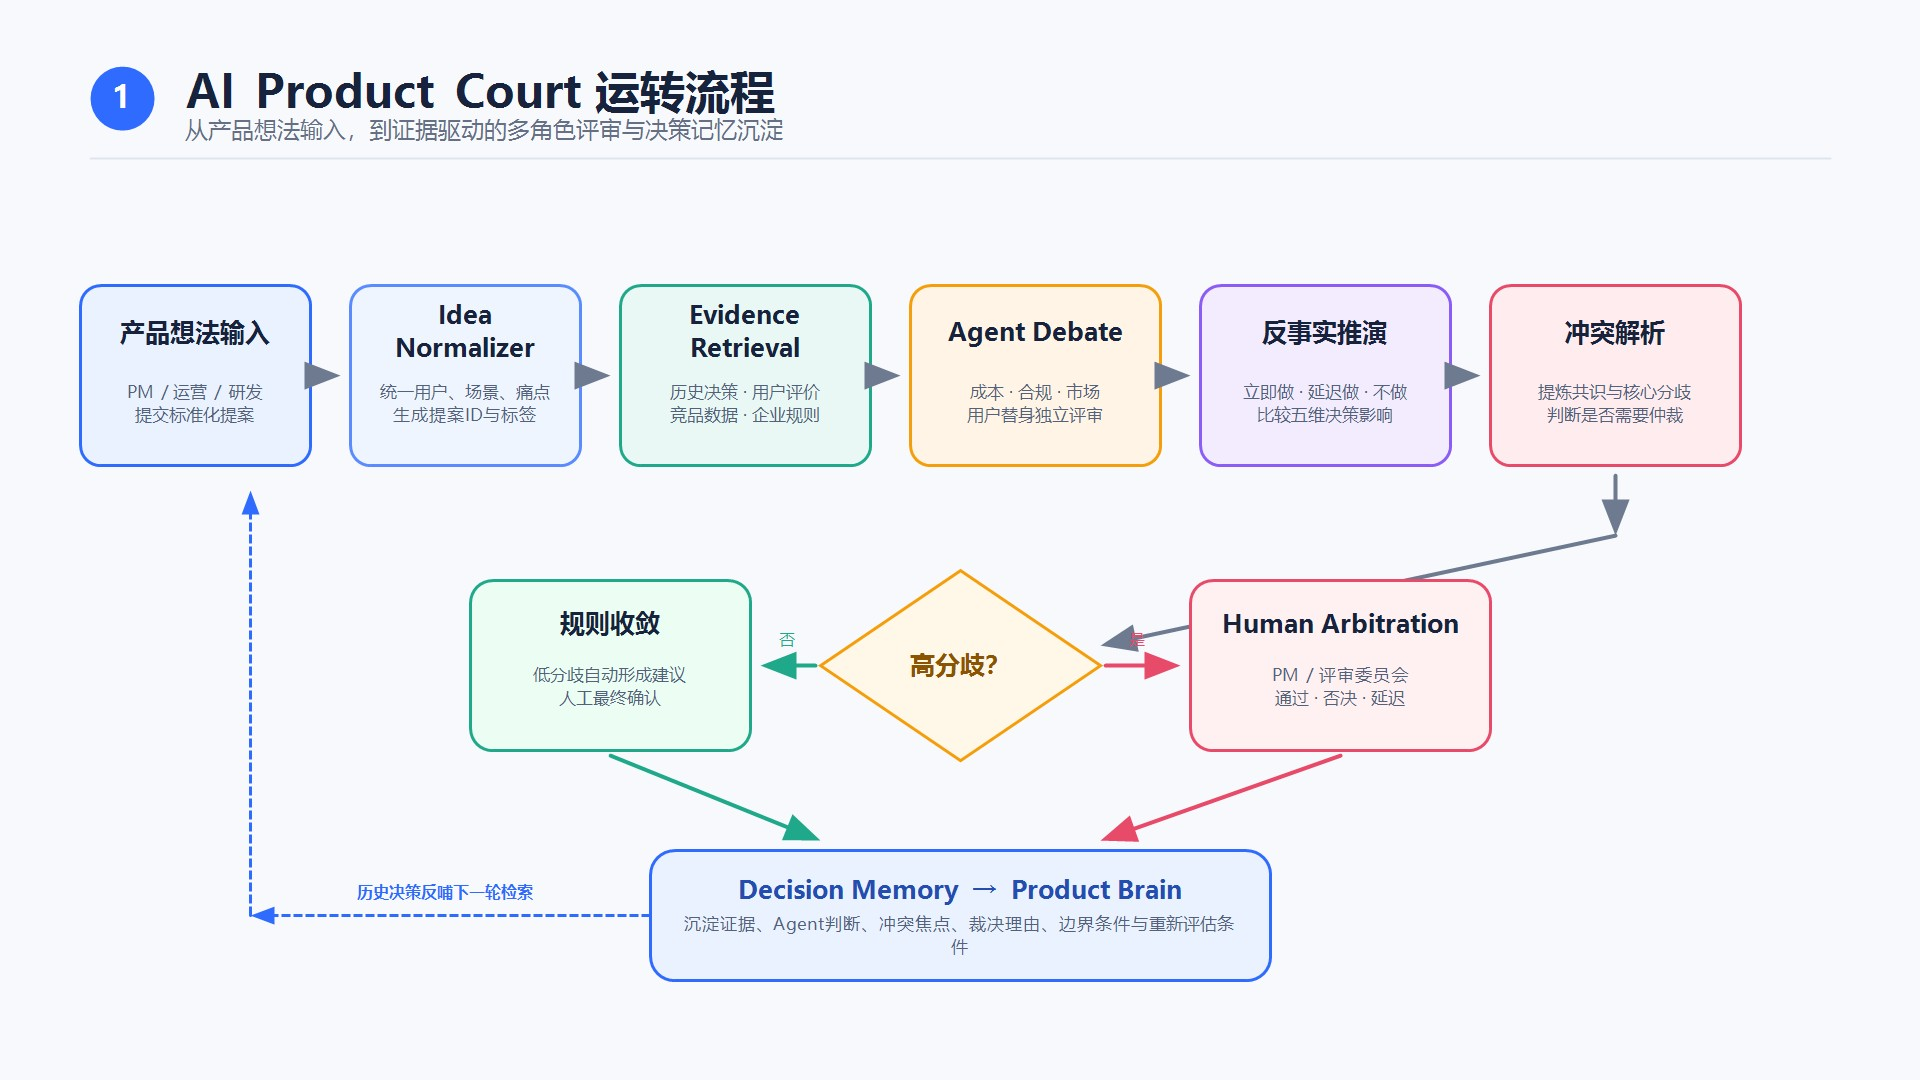 1
AI Product Court 运转流程
从产品想法输入，到证据驱动的多角色评审与决策记忆沉淀
产品想法输入
PM / 运营 / 研发
提交标准化提案
Idea
Normalizer
统一用户、场景、痛点
生成提案ID与标签
Evidence
Retrieval
历史决策 · 用户评价
竞品数据 · 企业规则
Agent Debate
成本 · 合规 · 市场
用户替身独立评审
反事实推演
立即做 · 延迟做 · 不做
比较五维决策影响
冲突解析
提炼共识与核心分歧
判断是否需要仲裁
规则收敛
低分歧自动形成建议
人工最终确认
否
高分歧?
是
Human Arbitration
PM / 评审委员会
通过 · 否决 · 延迟
历史决策反哺下一轮检索
Decision Memory → Product Brain
沉淀证据、Agent判断、冲突焦点、裁决理由、边界条件与重新评估条
件